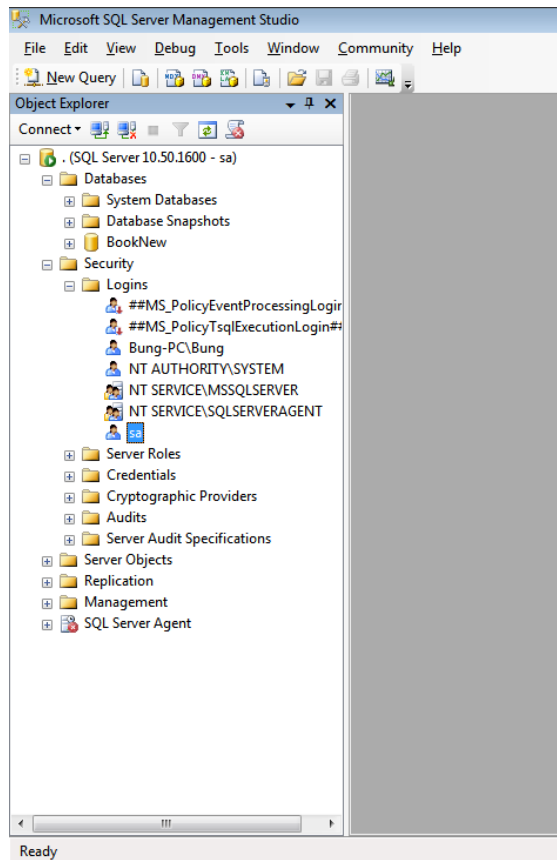 Microsoft SQL Server Management Studio
File Edit View Debug Tools Window Community Help
New Query
Object Explorer
Connect
. (SQL Server 10.50.1600 - sa)
Databases
System Databases
Database Snapshots
BookNew
Security
Logins
##MS_PolicyEventProcessingLogin
##MS_PolicyTsqlExecutionLogin##
Bung-PC\Bung
NT AUTHORITY\SYSTEM
NT SERVICE\MSSQLSERVER
NT SERVICE\SQLSERVERAGENT
sa
Server Roles
Credentials
Cryptographic Providers
Audits
Server Audit Specifications
Server Objects
Replication
Management
SQL Server Agent
Ready